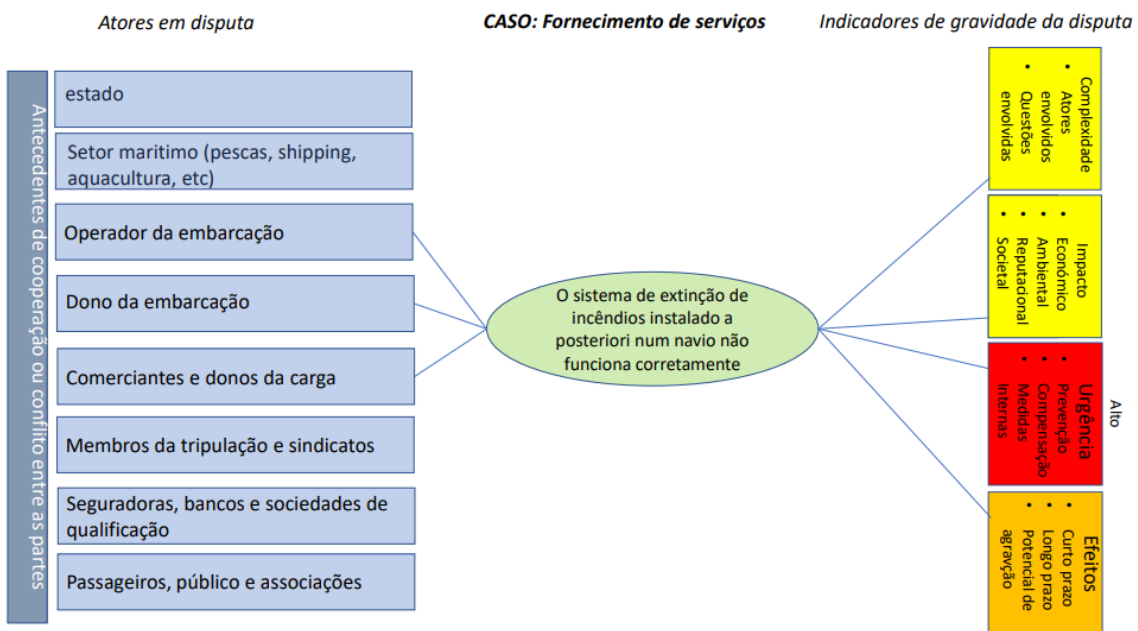 Atores em disputa
CASO: Fornecimento de serviços
Indicadores de gravidade da disputa
Antecedentes de cooperação ou conflito entre as partes
estado
Setor maritimo (pescas, shipping,
aquacultura, etc)
Operador da embarcação
Dono da embarcação
Comerciantes e donos da carga
Membros da tripulação e sindicatos
Seguradoras, bancos e sociedades de
qualificação
Passageiros, público e associações
O sistema de extinção de
incêndios instalado a
posteriori num navio não
funciona corretamente
Complexidade
• Atores
envolvidos
• Questões
envolvidas
Impacto
• Económico
• Ambiental
• Reputacional
• Societal
Alto
Urgência
• Prevenção
• Compensação
• Medidas
Internas
Efeitos
• Curto prazo
• Longo prazo
• Potencial de
agravção